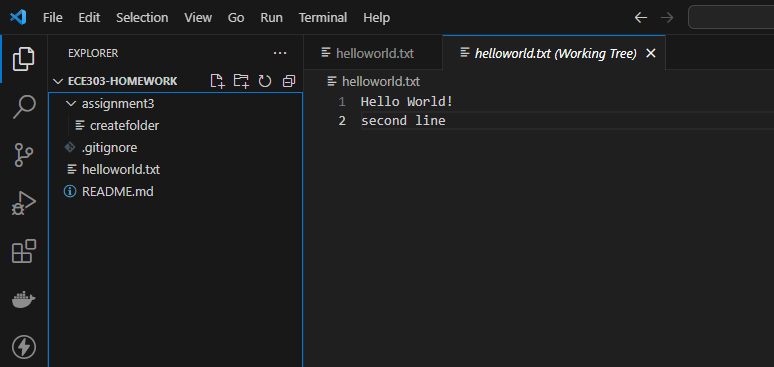 File Edit Selection View Go Run Terminal Help
EXPLORER
ECE303-HOMEWORK
assignment3
createfolder
.gitignore
helloworld.txt
README.md
helloworld.txt helloworld.txt (Working Tree)
helloworld.txt
1 Hello World!
2 second line